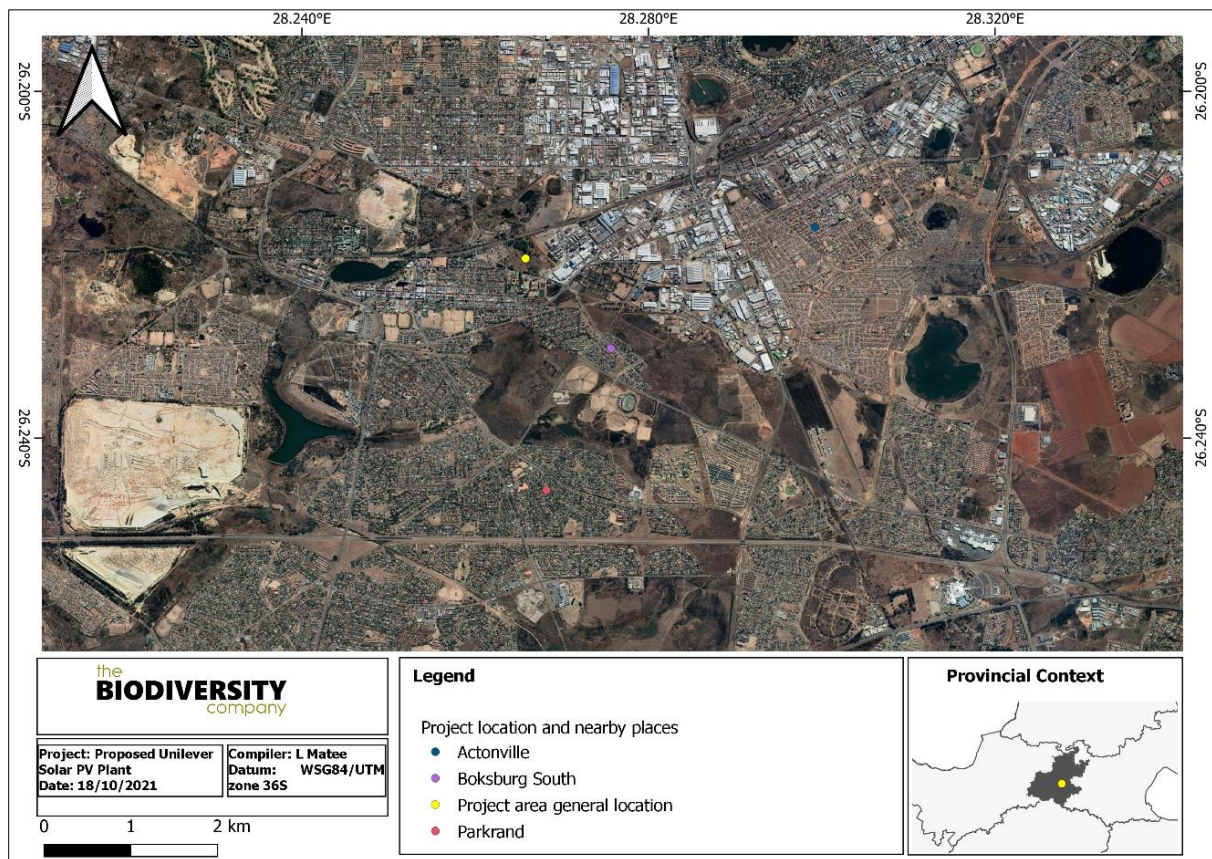 28.240°E 28.280°E 28.320°E
26.200°S 26.200°S
26.240°S 26.240°S
the
BIODIVERSITY
company
Project: Proposed Unilever
Solar PV Plant
Date: 18/10/2021
Compiler: L Matee
Datum: WSG84/UTM
zone 36S
0 1 2 km
Legend
Project location and nearby places
Actonville
Boksburg South
Project area general location
Parkrand
Provincial Context